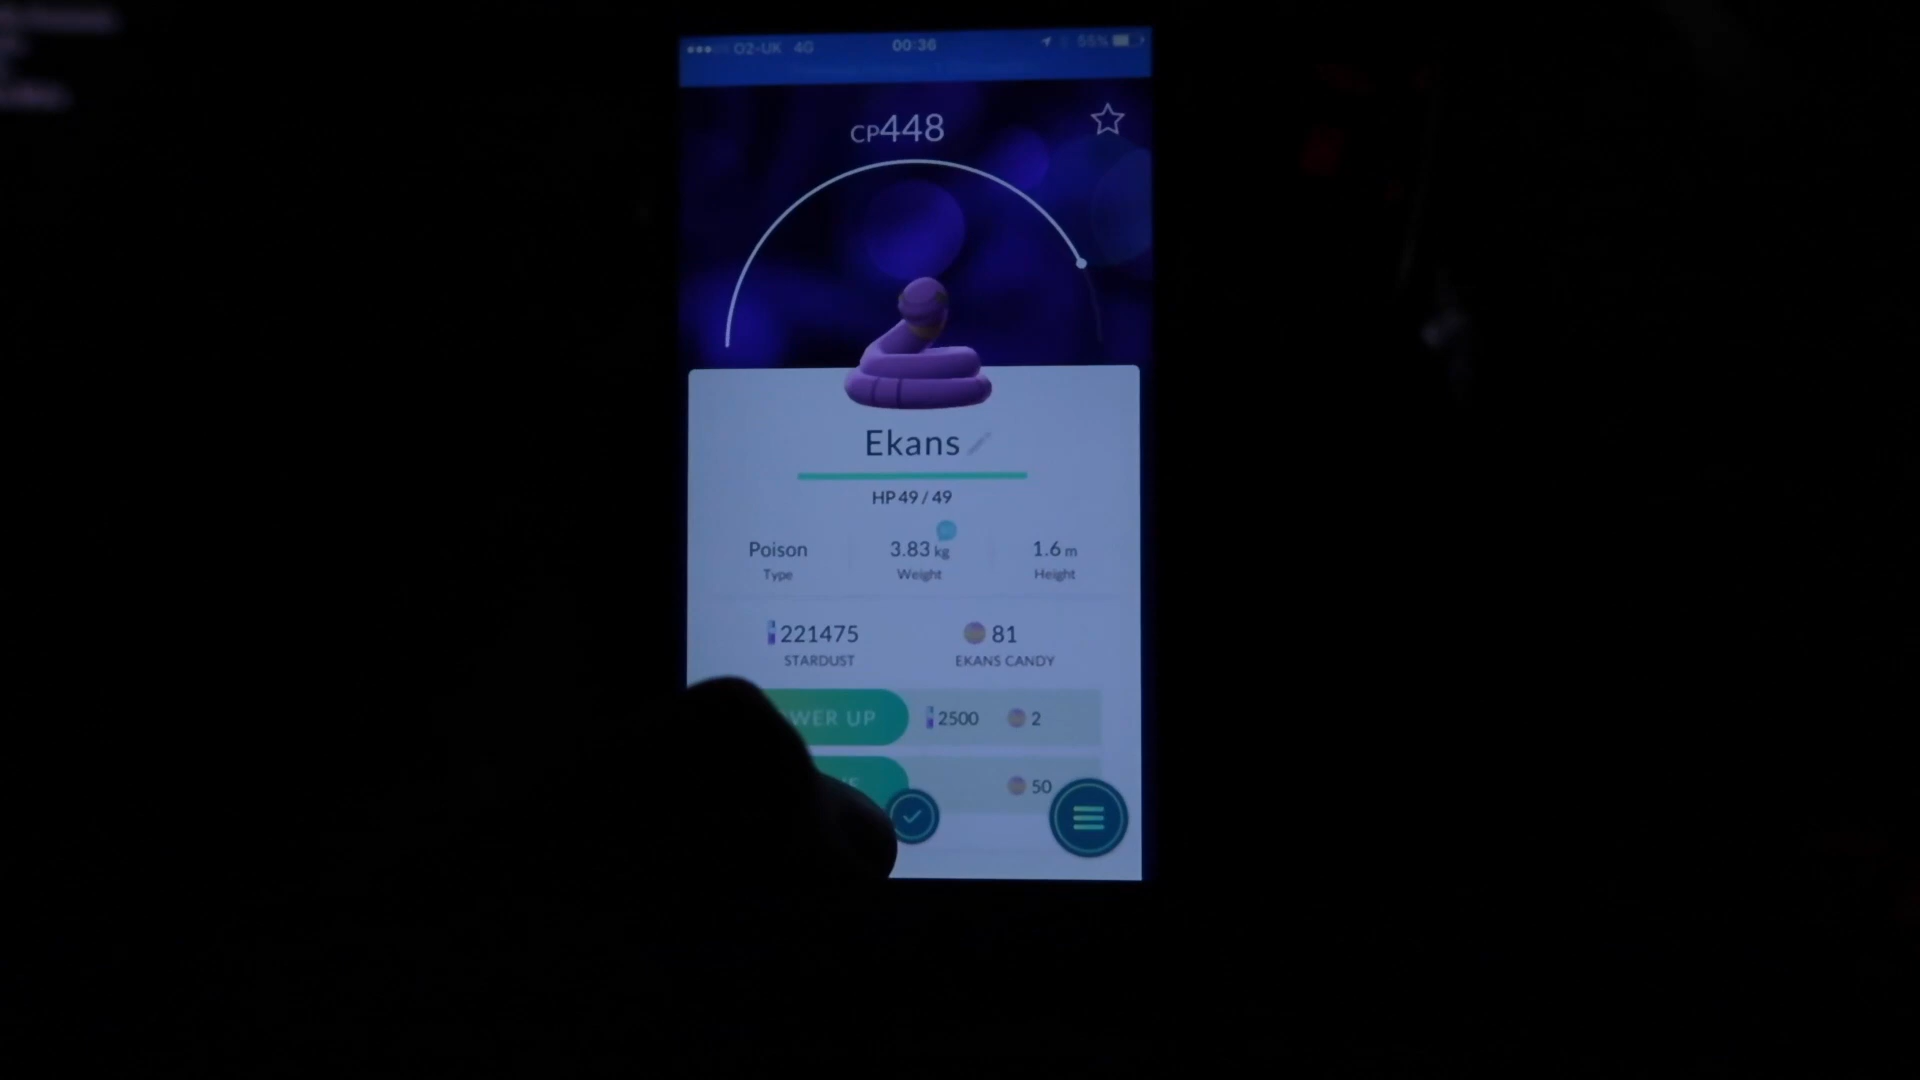 O2-UK 4G 00:36 56%
CP448
Ekans
HP 49 / 49
Poison 3.83 kg 1.6 m
Type Weight Height
221475 81
STARDUST EKANS CANDY
WER UP 2500 2
50